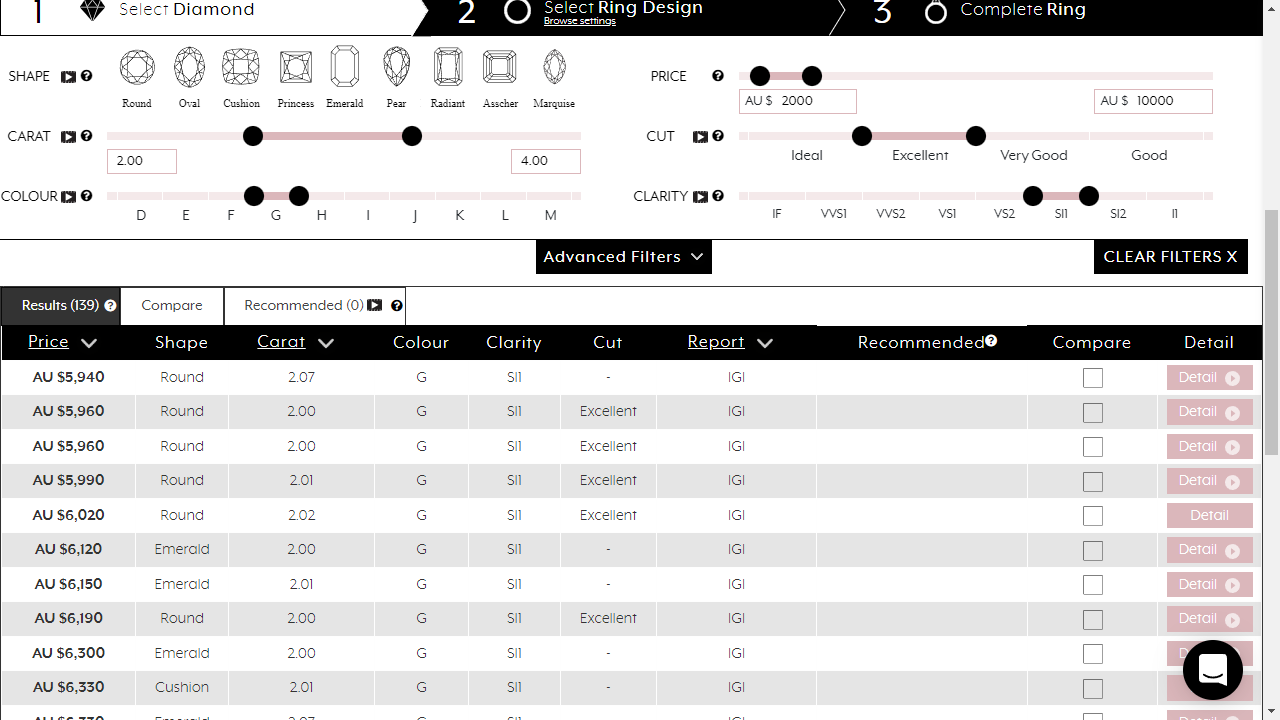 1 Select Diamond 2 Select Ring Design 3 Complete Ring
Browse settings
SHAPE ? Round Oval Cushion Princess Emerald Pear Radiant Asscher Marquise
PRICE ?
AU $ 2000 AU $ 10000
CARAT ?
2.00 4.00
CUT ?
Ideal Excellent Very Good Good
COLOUR ?
D E F G H I J K L M
CLARITY ?
IF VVS1 VVS2 VS1 VS2 SI1 SI2 I1
Advanced Filters CLEAR FILTERS X
Results (139) ? Compare Recommended (0) ?
Price Shape Carat Colour Clarity Cut Report Recommended ? Compare Detail
AU $5,940 Round 2.07 G SI1 - IGI Detail
AU $5,960 Round 2.00 G SI1 Excellent IGI Detail
AU $5,960 Round 2.00 G SI1 Excellent IGI Detail
AU $5,990 Round 2.01 G SI1 Excellent IGI Detail
AU $6,020 Round 2.02 G SI1 Excellent IGI Detail
AU $6,120 Emerald 2.00 G SI1 - IGI Detail
AU $6,150 Emerald 2.01 G SI1 - IGI Detail
AU $6,190 Round 2.00 G SI1 Excellent IGI Detail
AU $6,300 Emerald 2.00 G SI1 - IGI
AU $6,330 Cushion 2.01 G SI1 - IGI